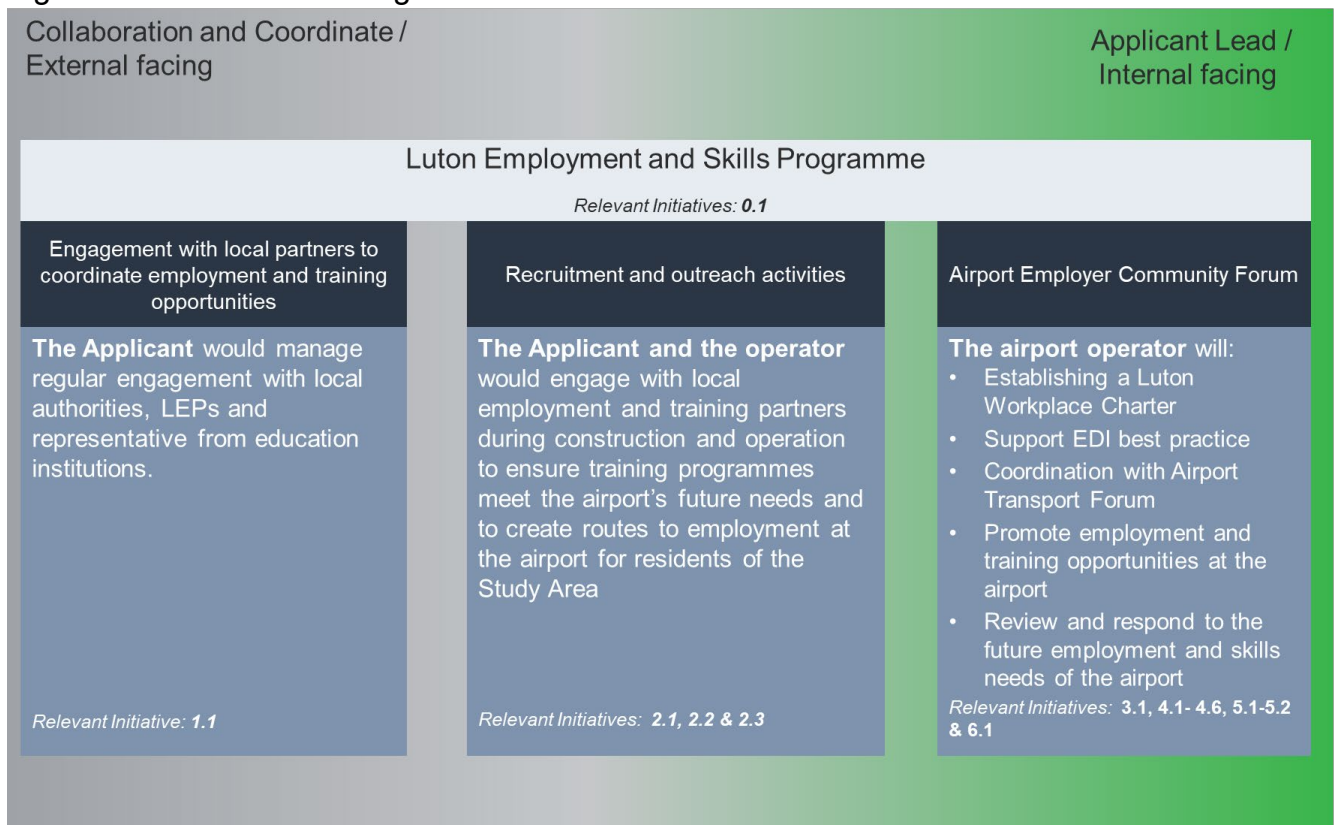 Collaboration and Coordinate /
External facing
Applicant Lead /
Internal facing
Luton Employment and Skills Programme
Relevant Initiatives: 0.1
Engagement with local partners to
coordinate employment and training
opportunities
The Applicant would manage
regular engagement with local
authorities, LEPs and
representative from education
institutions.
Relevant Initiative: 1.1
Recruitment and outreach activities
The Applicant and the operator
would engage with local
employment and training partners
during construction and operation
to ensure training programmes
meet the airport's future needs and
to create routes to employment at
the airport for residents of the
Study Area
Relevant Initiatives: 2.1, 2.2 & 2.3
Airport Employer Community Forum
The airport operator will:
• Establishing a Luton
Workplace Charter
• Support EDI best practice
• Coordination with Airport
Transport Forum
• Promote employment and
training opportunities at the
airport
• Review and respond to the
future employment and skills
needs of the airport
Relevant Initiatives: 3.1, 4.1- 4.6, 5.1-5.2
& 6.1